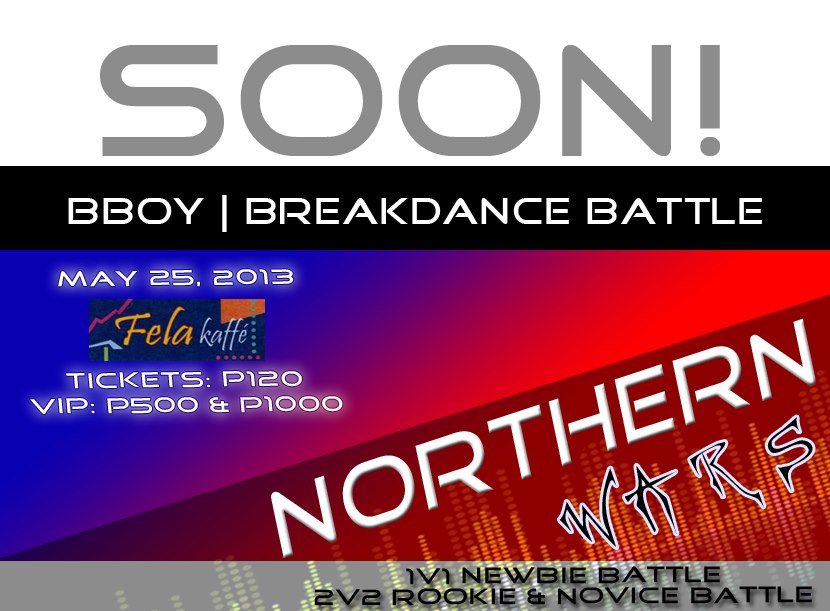 SOON!
BBOY | BREAKDANCE BATTLE
MAY 25, 2013
Fela kaffé
TICKETS: P120
VIP: P500 & P1000
NORTHERN
WARS
1V1 NEWBIE BATTLE
2V2 ROOKIE & NOVICE BATTLE